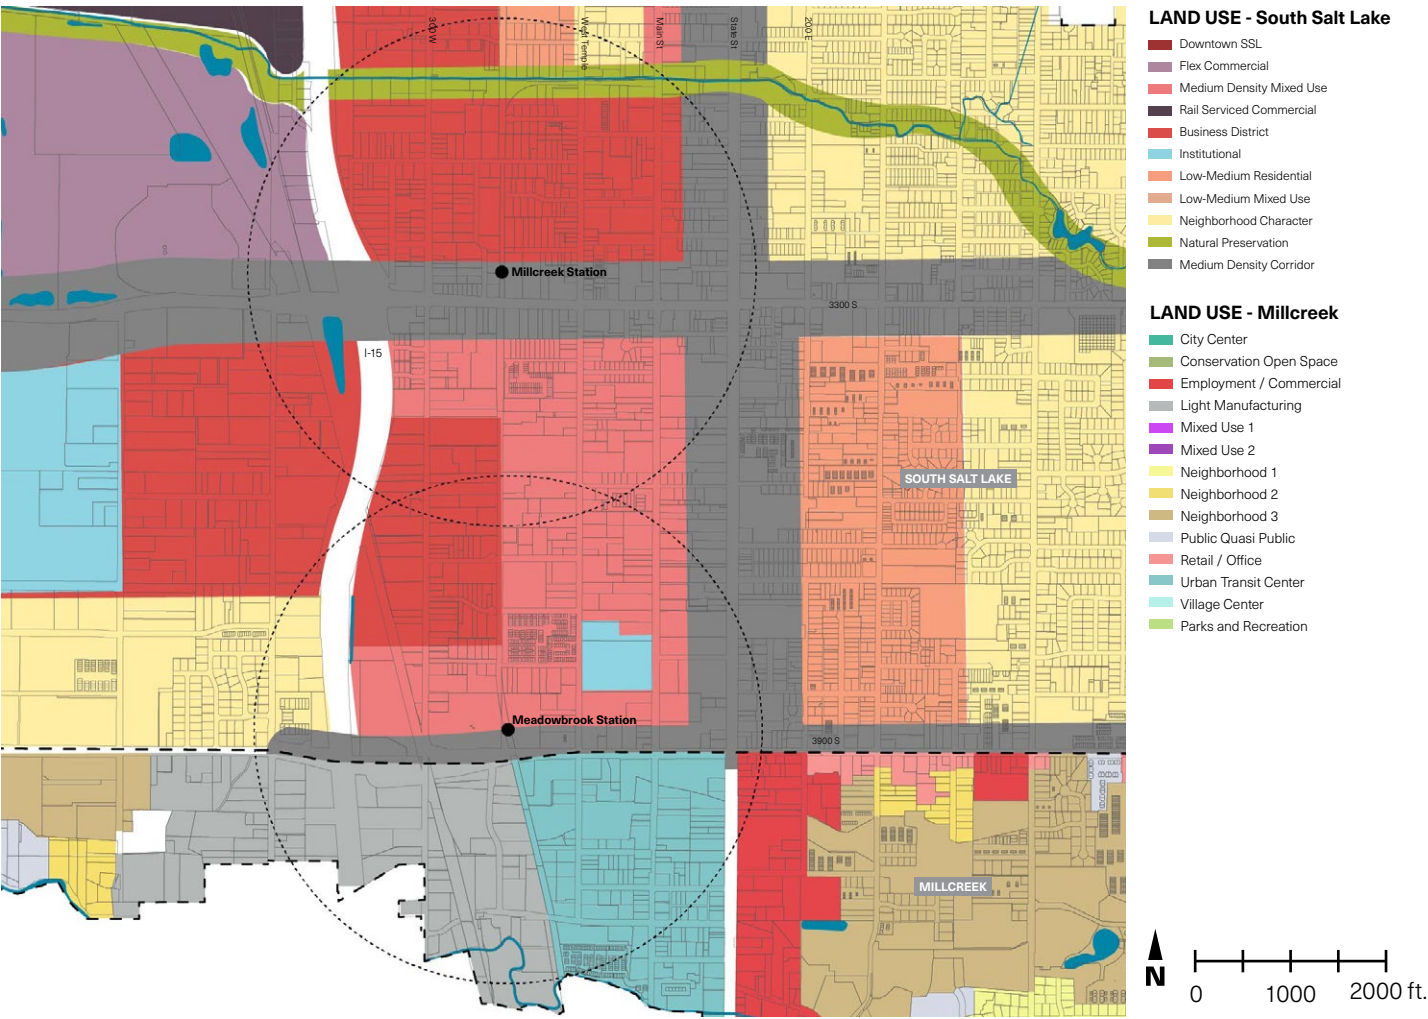 300 W
West Temple
Main St
State St
200 E
Millcreek Station
3300 S
I-15
SOUTH SALT LAKE
Meadowbrook Station
3900 S
MILLCREEK
LAND USE - South Salt Lake
Downtown SSL
Flex Commercial
Medium Density Mixed Use
Rail Serviced Commercial
Business District
Institutional
Low-Medium Residential
Low-Medium Mixed Use
Neighborhood Character
Natural Preservation
Medium Density Corridor
LAND USE - Millcreek
City Center
Conservation Open Space
Employment / Commercial
Light Manufacturing
Mixed Use 1
Mixed Use 2
Neighborhood 1
Neighborhood 2
Neighborhood 3
Public Quasi Public
Retail / Office
Urban Transit Center
Village Center
Parks and Recreation
N
0 1000 2000 ft.